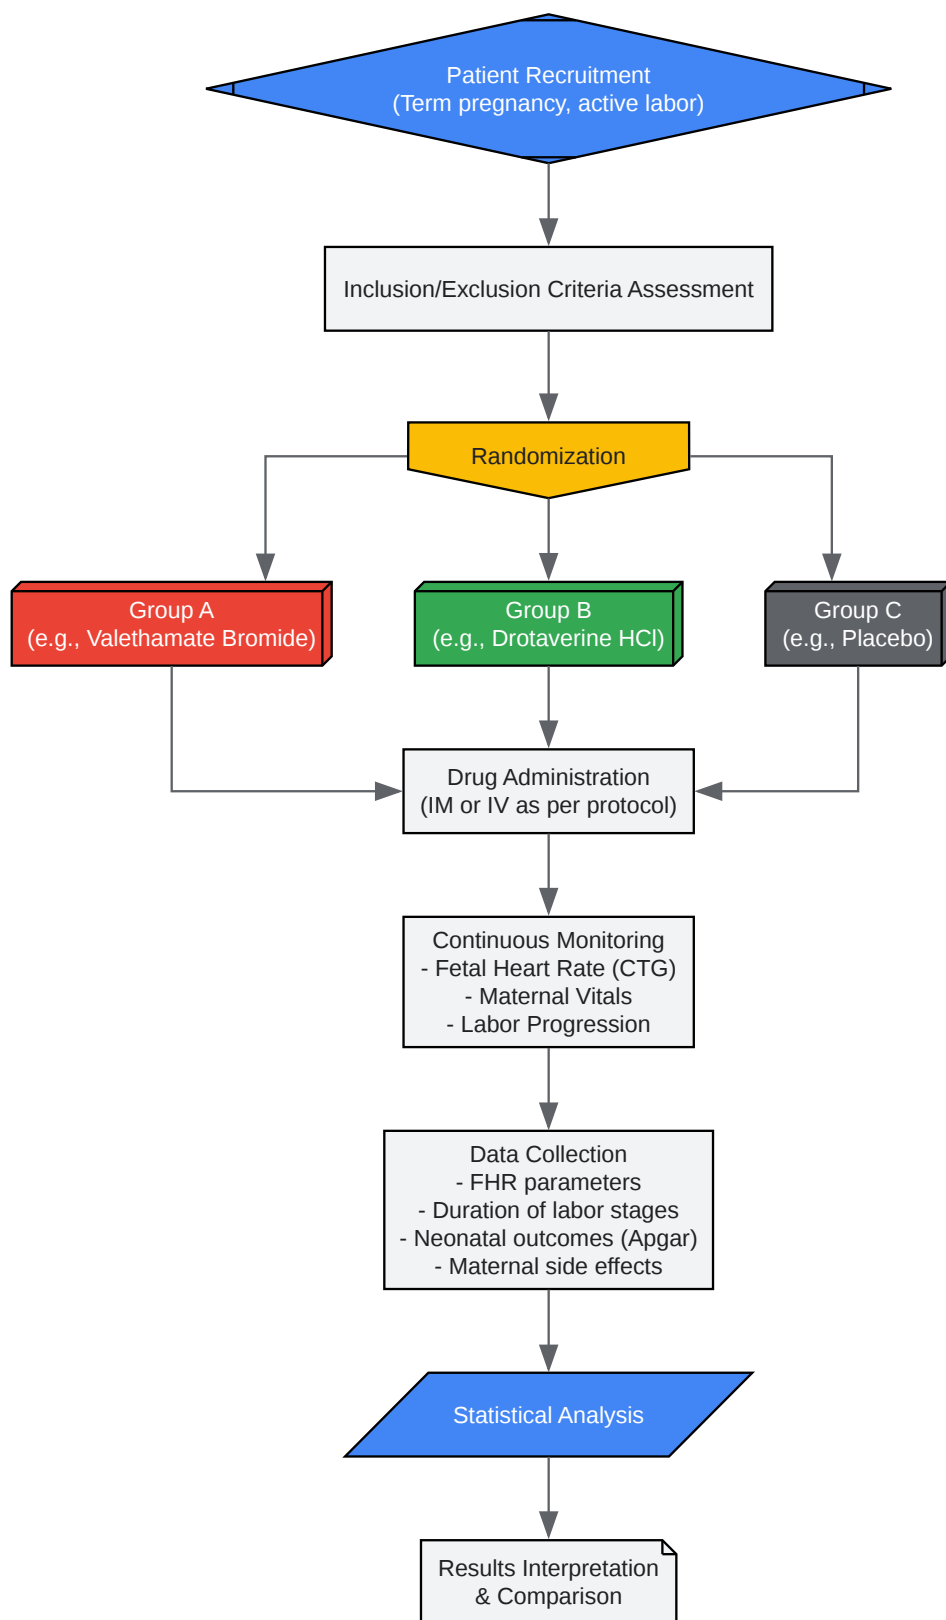 Patient Recruitment
(Term pregnancy, active labor)
Inclusion/Exclusion Criteria Assessment
Randomization
Group A
(e.g., Valethamate Bromide)
Group B
(e.g., Drotaverine HCl)
Group C
(e.g., Placebo)
Drug Administration
(IM or IV as per protocol)
Continuous Monitoring
- Fetal Heart Rate (CTG)
- Maternal Vitals
- Labor Progression
Data Collection
- FHR parameters
- Duration of labor stages
- Neonatal outcomes (Apgar)
- Maternal side effects
Statistical Analysis
Results Interpretation
& Comparison